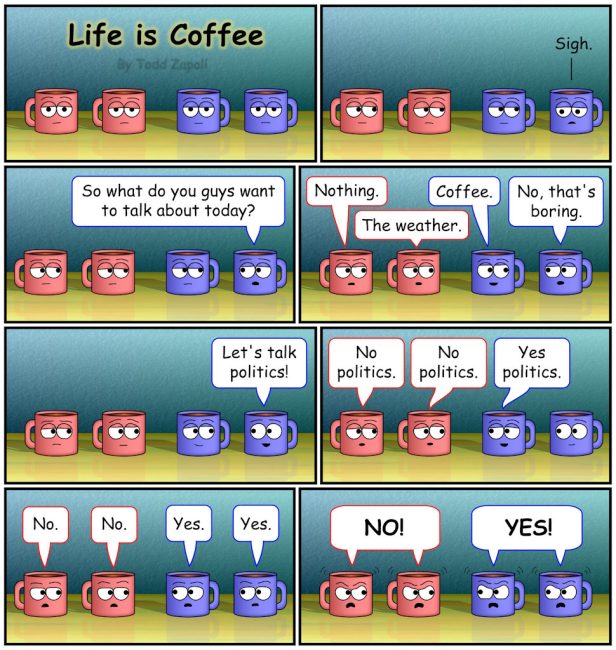 Life is Coffee
By Todd Zapoli
Sigh.
So what do you guys want
to talk about today?
Nothing.
The weather.
Coffee.
No, that's
boring.
Let's talk
politics!
No
politics.
No
politics.
Yes
politics.
No.
No.
Yes.
Yes.
NO!
YES!